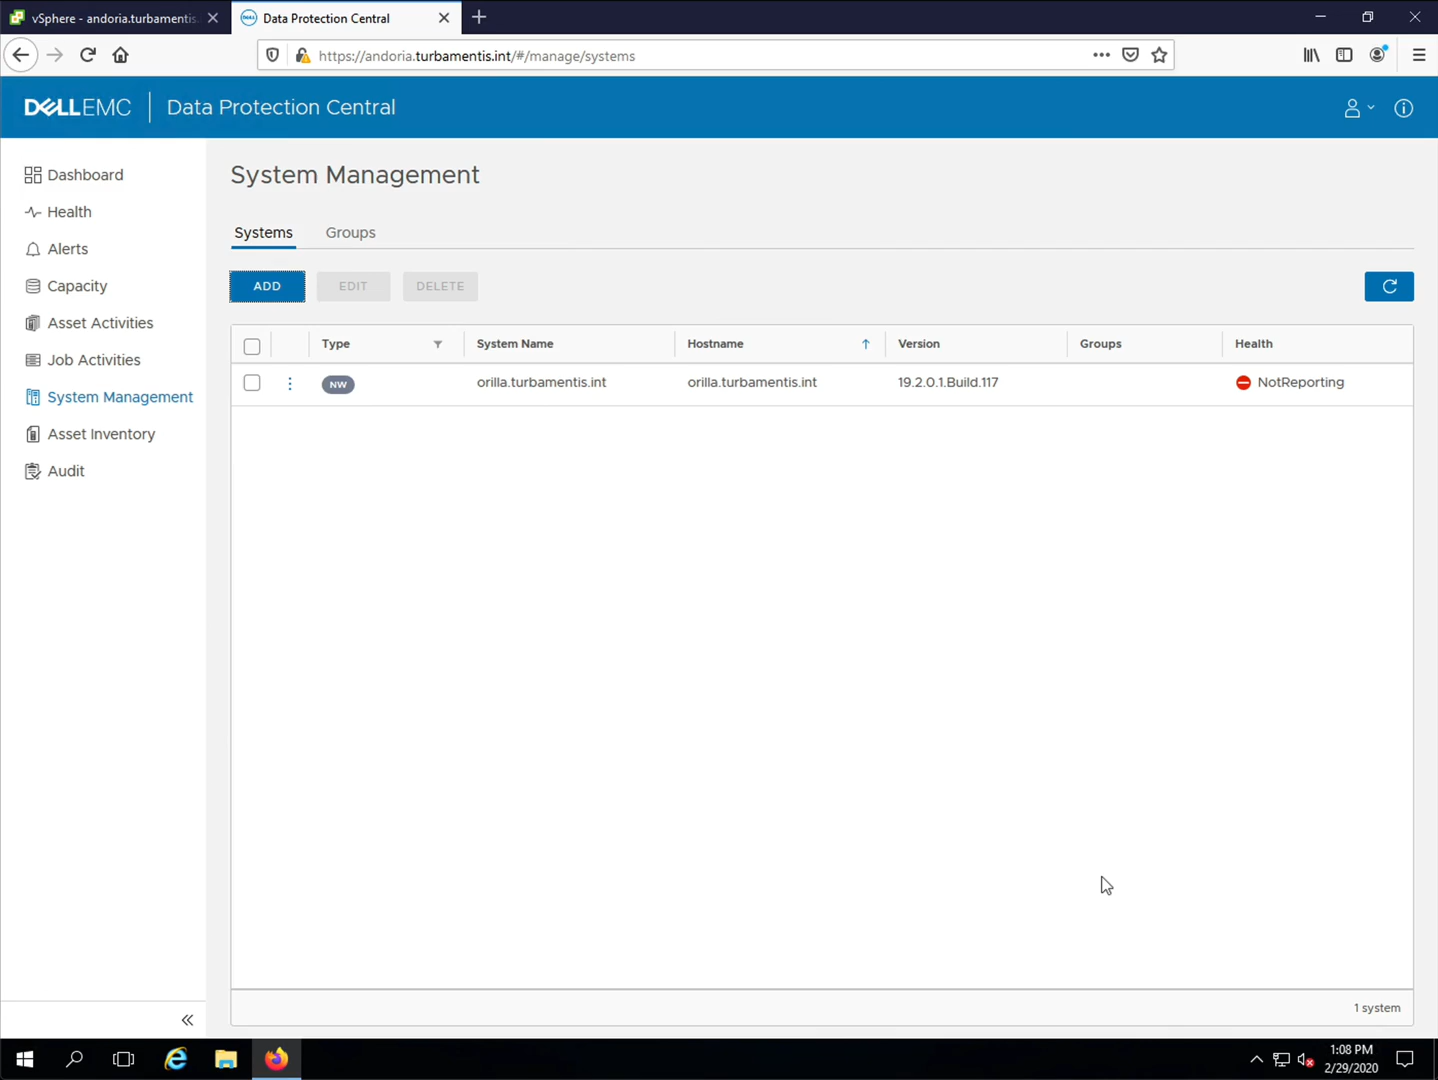 vSphere - andoria.turbamentis
Data Protection Central
https://andoria.turbamentis.int/#/manage/systems
DELLEMC
Data Protection Central
Dashboard
Health
Alerts
Capacity
Asset Activities
Job Activities
System Management
Asset Inventory
Audit
System Management
Systems
Groups
ADD
EDIT
DELETE
Type
System Name
Hostname
Version
Groups
Health
NW
orilla.turbamentis.int
orilla.turbamentis.int
19.2.0.1.Build.117
NotReporting
1 system
1:08 PM
2/29/2020